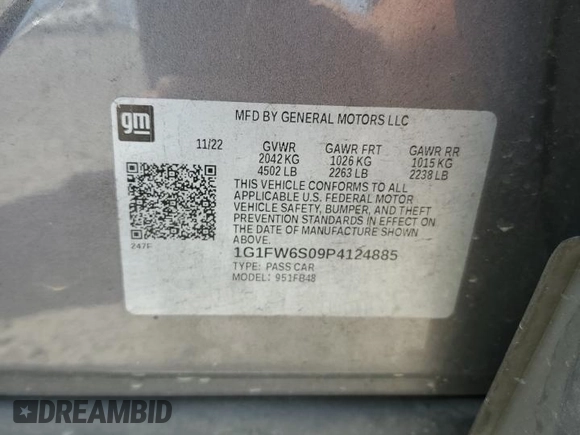 gm
MFD BY GENERAL MOTORS LLC
11/22 GVWR GAWR FRT GAWR RR
2042 KG 1026 KG 1015 KG
4502 LB 2263 LB 2238 LB
THIS VEHICLE CONFORMS TO ALL
APPLICABLE U.S. FEDERAL MOTOR
VEHICLE SAFETY, BUMPER, AND THEFT
PREVENTION STANDARDS IN EFFECT ON
THE DATE OF MANUFACTURE SHOWN
ABOVE.
247F
1G1FW6S09P4124885
TYPE: PASS CAR
MODEL: 951FB48
DREAMBID